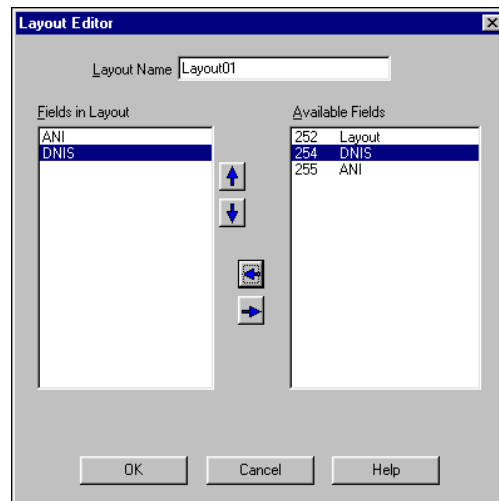 Layout Editor
Layout Name Layout01
Fields in Layout
ANI
DNIS
Available Fields
252 Layout
254 DNIS
255 ANI
OK Cancel Help